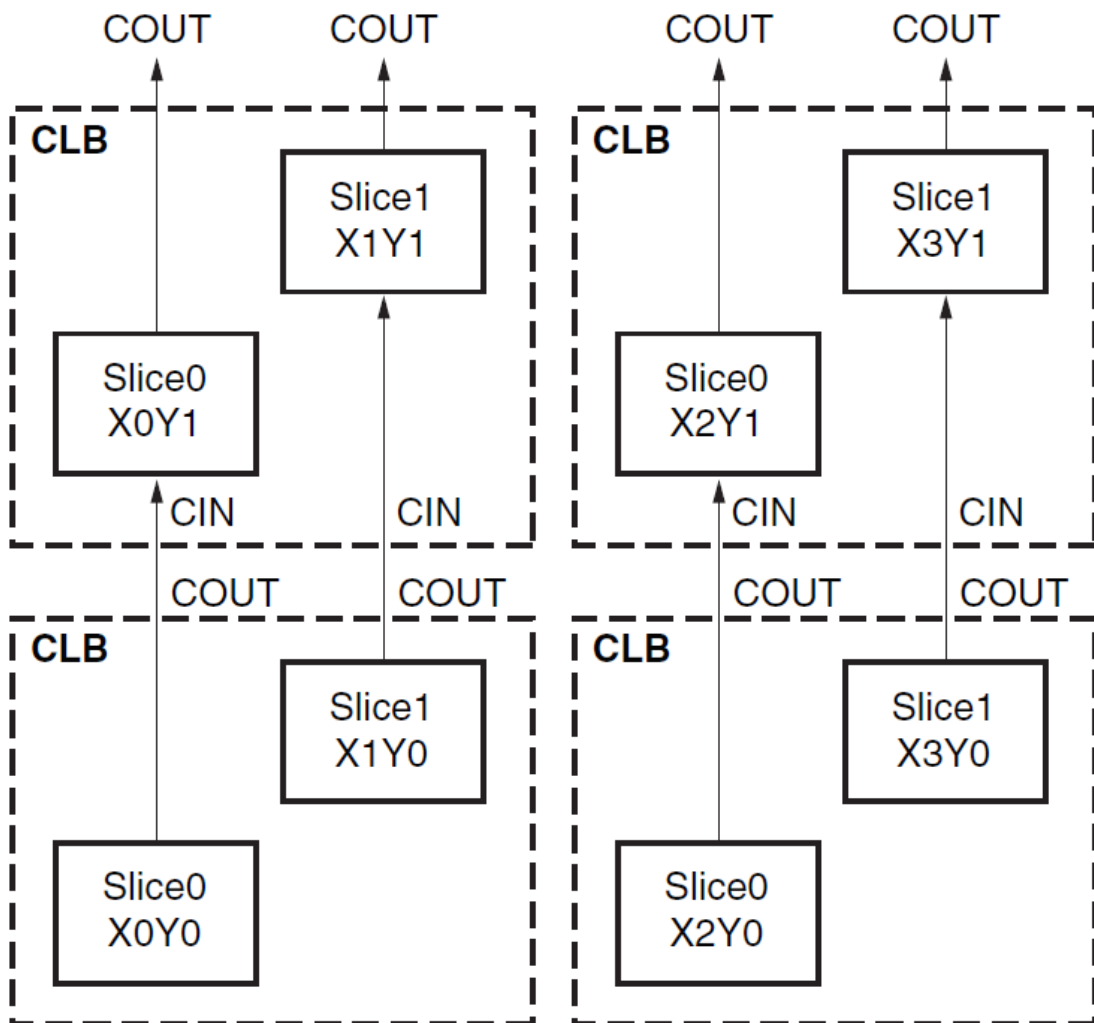 COUT
COUT
COUT
COUT
CLB
Slice1
X1Y1
Slice0
X0Y1
CIN
CIN
CLB
Slice1
X3Y1
Slice0
X2Y1
CIN
CIN
COUT
COUT
COUT
COUT
CLB
Slice1
X1Y0
Slice0
X0Y0
CLB
Slice1
X3Y0
Slice0
X2Y0